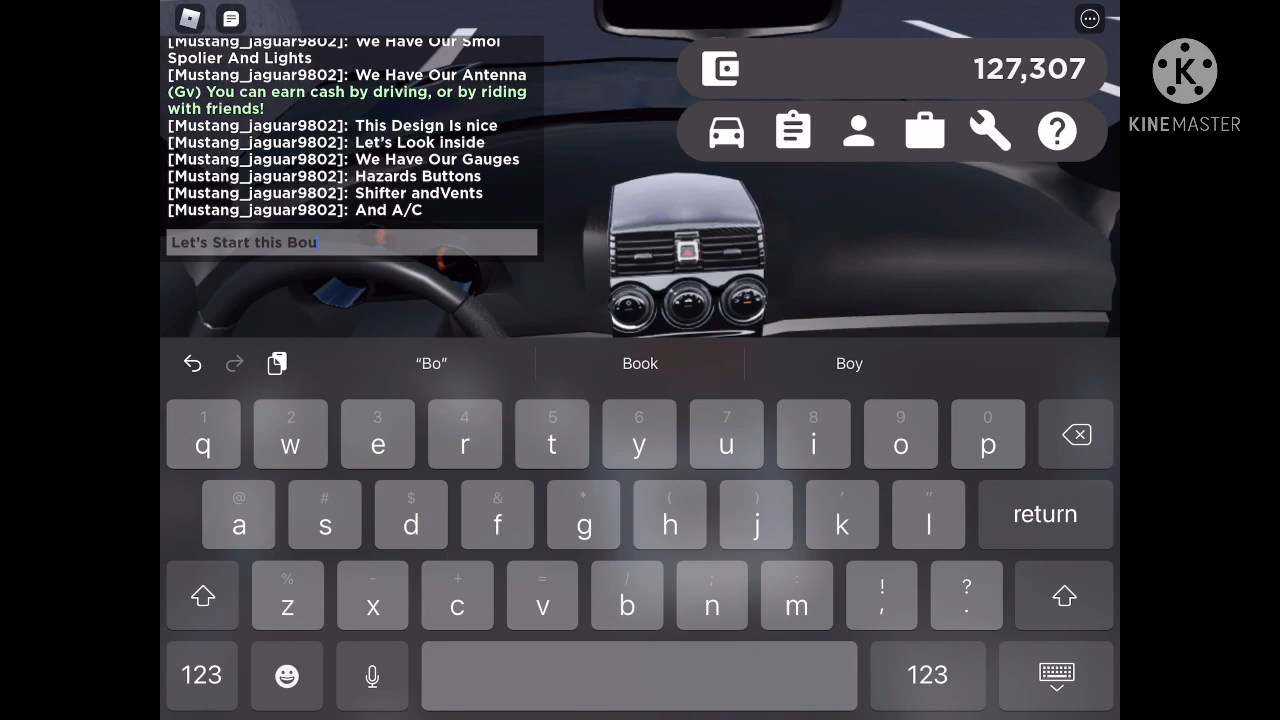 [Mustang_jaguar9802]: We Have Our Smol
Spolier And Lights
[Mustang_jaguar9802]: We Have Our Antenna
(Gv) You can earn cash by driving, or by riding
with friends!
[Mustang_jaguar9802]: This Design Is nice
[Mustang_jaguar9802]: Let's Look inside
[Mustang_jaguar9802]: We Have Our Gauges
[Mustang_jaguar9802]: Hazards Buttons
[Mustang_jaguar9802]: Shifter andVents
[Mustang_jaguar9802]: And A/C
Let's Start this Bou
127,307
?
K
KINEMASTER
“Bo” Book Boy
1 2 3 4 5 6 7 8 9 0
q w e r t y u i o p
@ # $ & * ( ) ' "
a s d f g h j k l return
% - + = / ; : ! ?
z x c v b n m , .
123 123